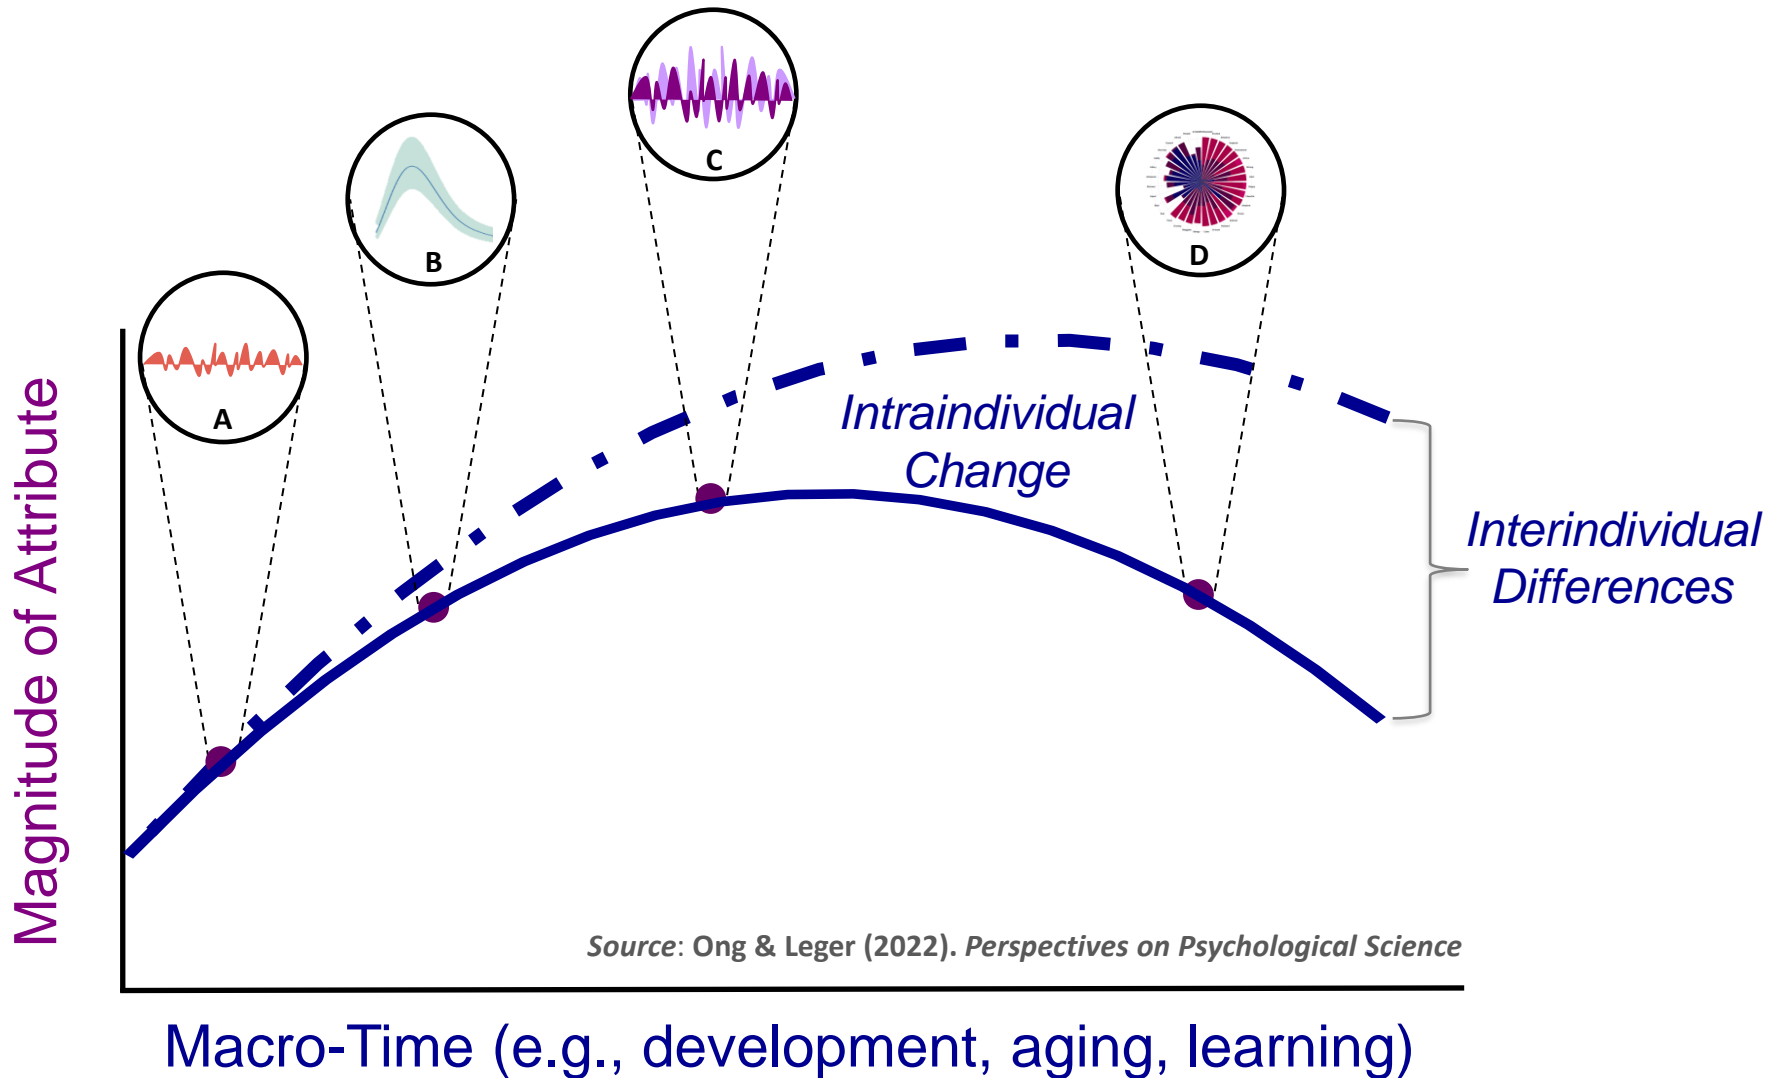 C
B
D
A
Magnitude of Attribute
Intraindividual
Change
Interindividual
Differences
Source: Ong & Leger (2022). Perspectives on Psychological Science
Macro-Time (e.g., development, aging, learning)